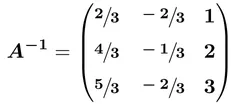 A⁻¹ =
2/3 - 2/3 1
4/3 - 1/3 2
5/3 - 2/3 3